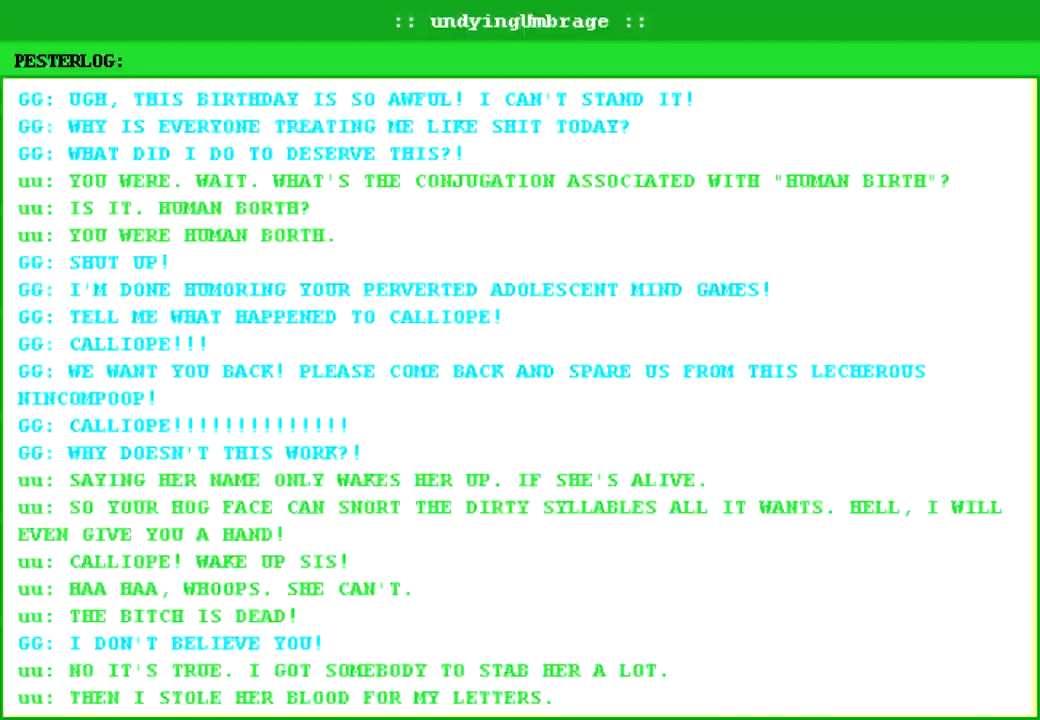 :: undyingUmbrage ::
PESTERLOG:
GG: UGH, THIS BIRTHDAY IS SO AWFUL! I CAN'T STAND IT!
GG: WHY IS EVERYONE TREATING ME LIKE SHIT TODAY?
GG: WHAT DID I DO TO DESERVE THIS?!
uu: YOU WERE. WAIT. WHAT'S THE CONJUGATION ASSOCIATED WITH "HUMAN BIRTH"?
uu: IS IT. HUMAN BORTH?
uu: YOU WERE HUMAN BORTH.
GG: SHUT UP!
GG: I'M DONE HUMORING YOUR PERVERTED ADOLESCENT MIND GAMES!
GG: TELL ME WHAT HAPPENED TO CALLIOPE!
GG: CALLIOPE!!!
GG: WE WANT YOU BACK! PLEASE COME BACK AND SPARE US FROM THIS LECHEROUS
NINCOMPOOP!
GG: CALLIOPE!!!!!!!!!!!!!!
GG: WHY DOESN'T THIS WORK?!
uu: SAYING HER NAME ONLY WAKES HER UP. IF SHE'S ALIVE.
uu: SO YOUR HOG FACE CAN SNORT THE DIRTY SYLLABLES ALL IT WANTS. HELL, I WILL
EVEN GIVE YOU A HAND!
uu: CALLIOPE! WAKE UP SIS!
uu: HAA HAA, WHOOPS. SHE CAN'T.
uu: THE BITCH IS DEAD!
GG: I DON'T BELIEVE YOU!
uu: NO IT'S TRUE. I GOT SOMEBODY TO STAB HER A LOT.
uu: THEN I STOLE HER BLOOD FOR MY LETTERS.